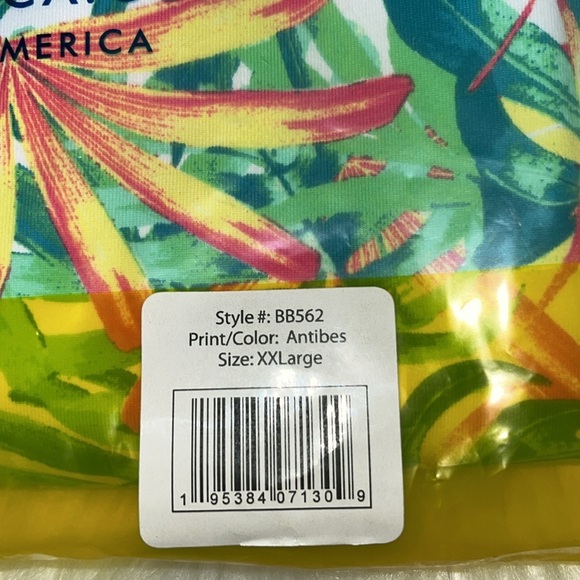 MERICA
Style #: BB562
Print/Color: Antibes
Size: XXLarge
1 95384 07130 9